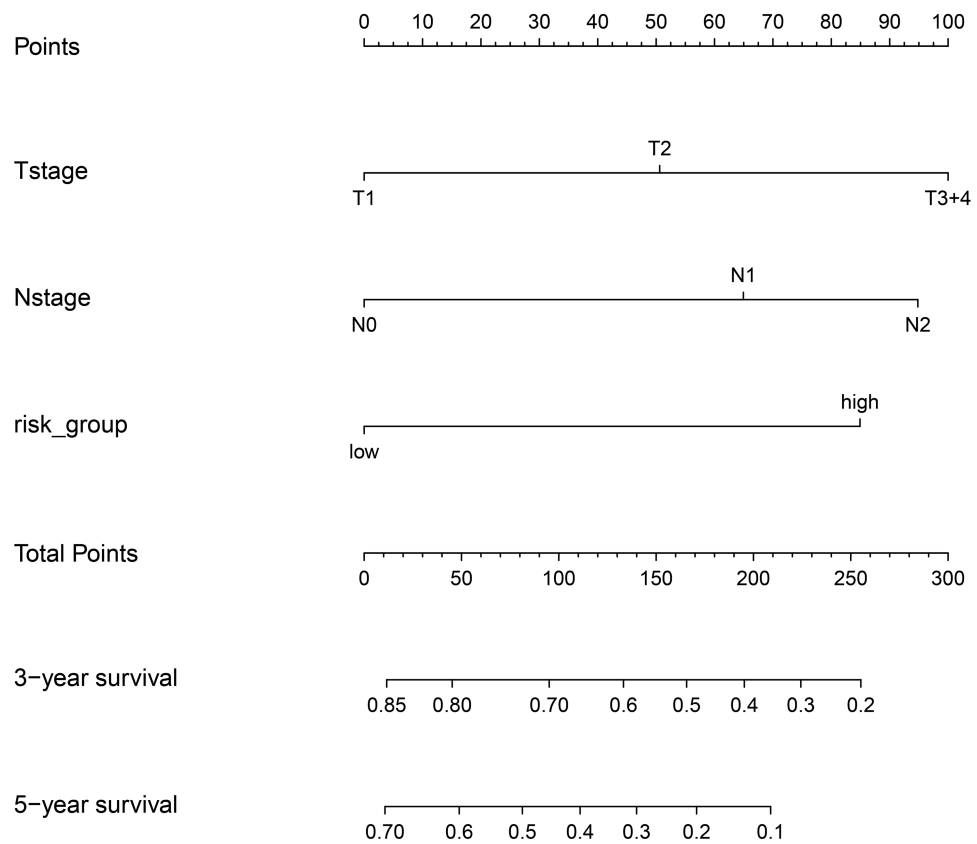 0 10 20 30 40 50 60 70 80 90 100
Points
T2
Tstage
T1 T3+4
N1
Nstage
N0 N2
high
risk_group
low
Total Points
0 50 100 150 200 250 300
3−year survival
0.85 0.80 0.70 0.6 0.5 0.4 0.3 0.2
5−year survival
0.70 0.6 0.5 0.4 0.3 0.2 0.1